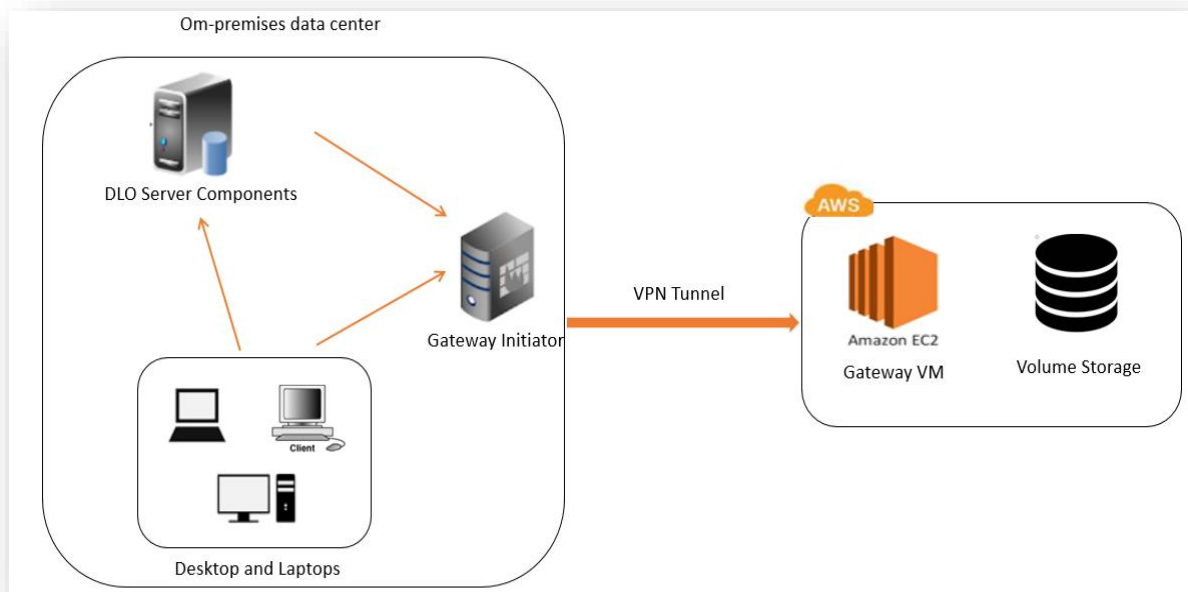 Om-premises data center
DLO Server Components
Gateway Initiator
Client
Desktop and Laptops
VPN Tunnel
AWS
Amazon EC2
Gateway VM
Volume Storage